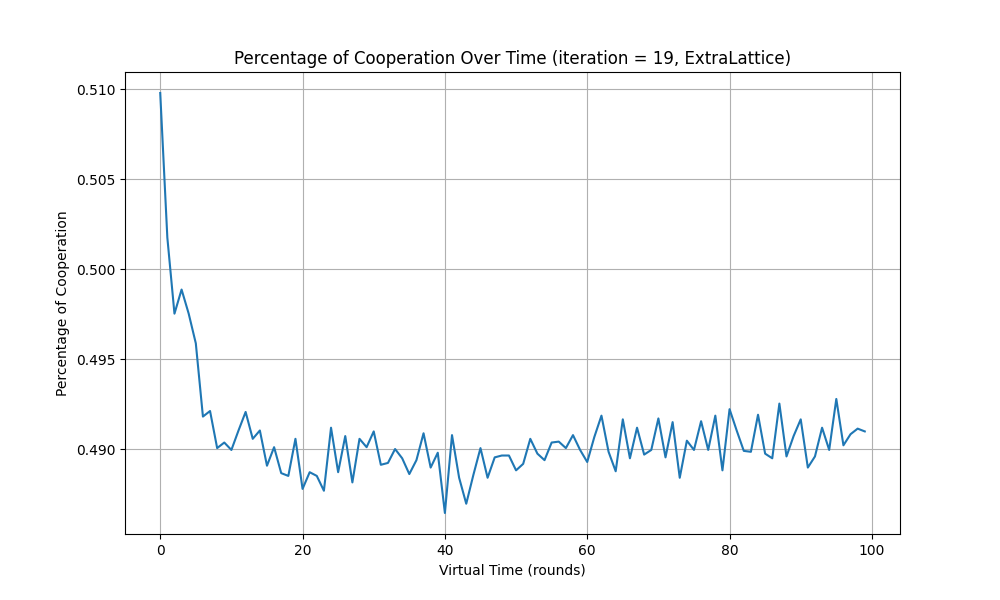 Percentage of Cooperation Over Time (iteration = 19, ExtraLattice)
Percentage of Cooperation
0.510
0.505
0.500
0.495
0.490
0 20 40 60 80 100
Virtual Time (rounds)